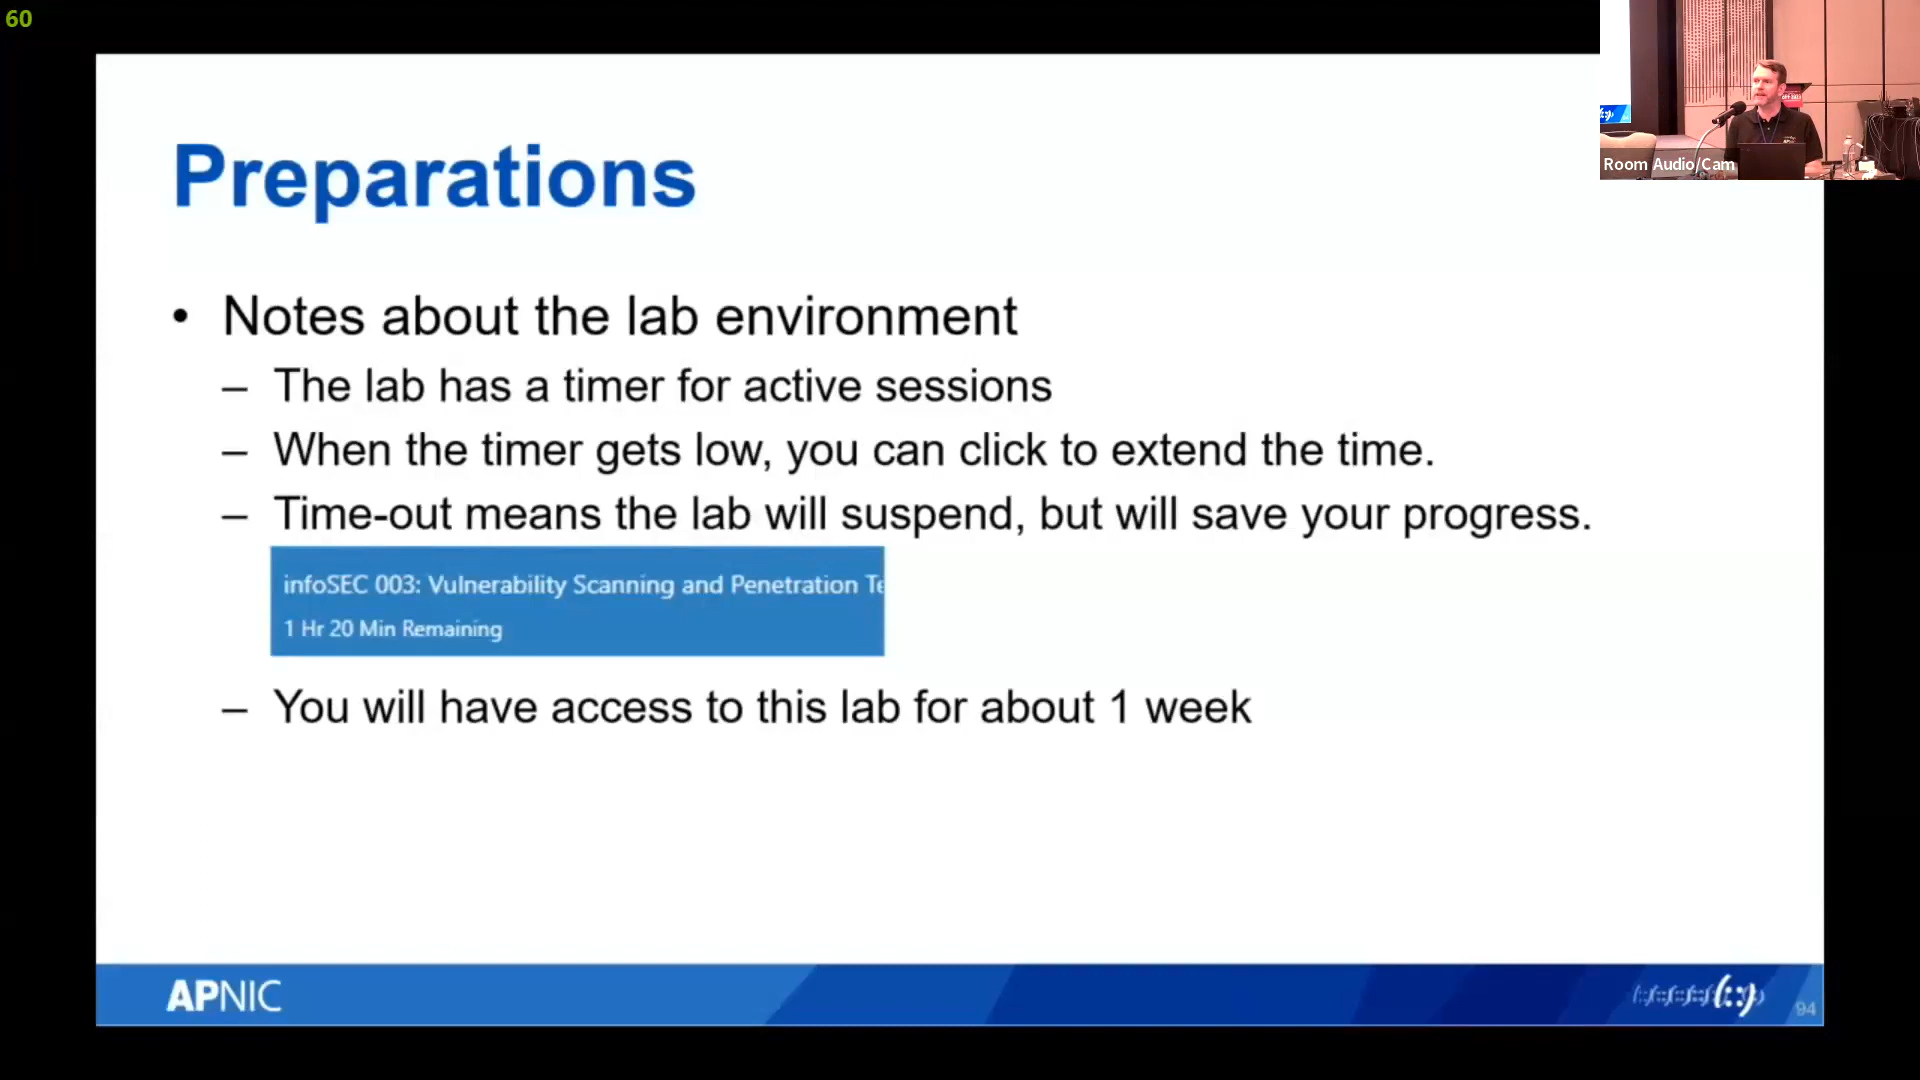 60
Preparations
• Notes about the lab environment
– The lab has a timer for active sessions
– When the timer gets low, you can click to extend the time.
– Time-out means the lab will suspend, but will save your progress.
infoSEC 003: Vulnerability Scanning and Penetration Te
1 Hr 20 Min Remaining
– You will have access to this lab for about 1 week
APNIC
94
Room Audio/Cam